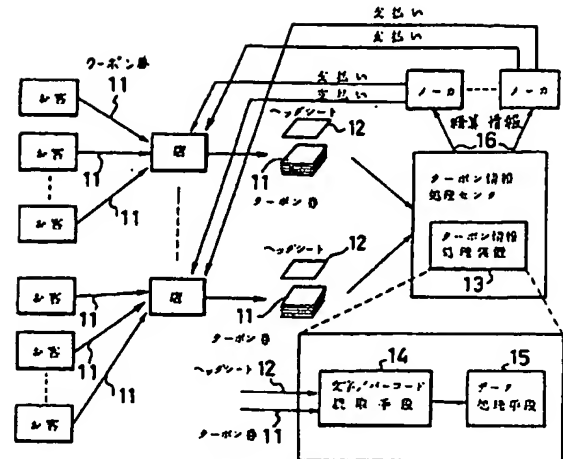 支払い
支払い
クーポン券
11
支払い
支払い
お客
メーカ
メーカ
ヘッダシート
12
精算情報
16
お客
11
店
11
クーポン券
お客
11
クーポン情報
処理センタ
クーポン情報
処理装置
13
ヘッダシート
12
お客
11
店
11
クーポン券
お客
11
ヘッダシート
12
14
15
お客
11
文字/バーコード
読取手段
データ
処理手段
クーポン券 11